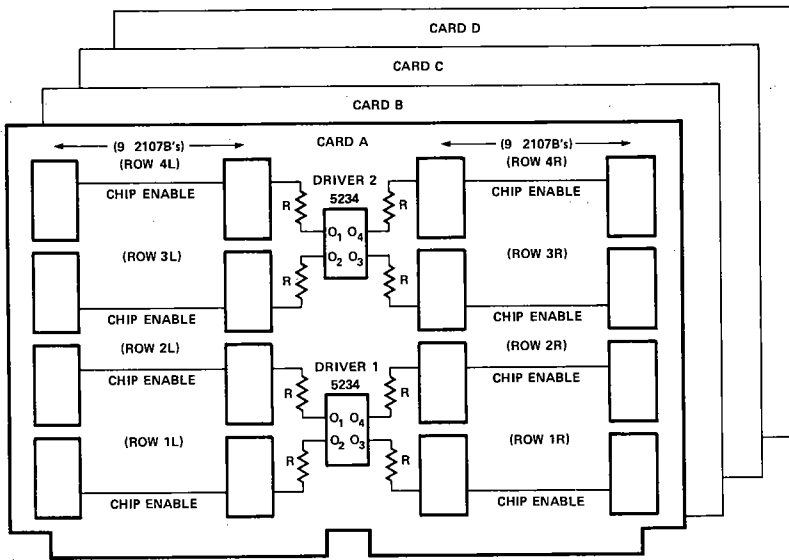 CARD D
CARD C
CARD B
CARD A
(9 2107B's)
(ROW 4L)
(9 2107B's)
(ROW 4R)
CHIP ENABLE
R
DRIVER 2
5234
R
CHIP ENABLE
O1 O4
O2 O3
(ROW 3L)
R
R
(ROW 3R)
CHIP ENABLE
CHIP ENABLE
(ROW 2L)
(ROW 2R)
CHIP ENABLE
R
DRIVER 1
5234
R
CHIP ENABLE
O1 O4
O2 O3
(ROW 1L)
R
R
(ROW 1R)
CHIP ENABLE
CHIP ENABLE